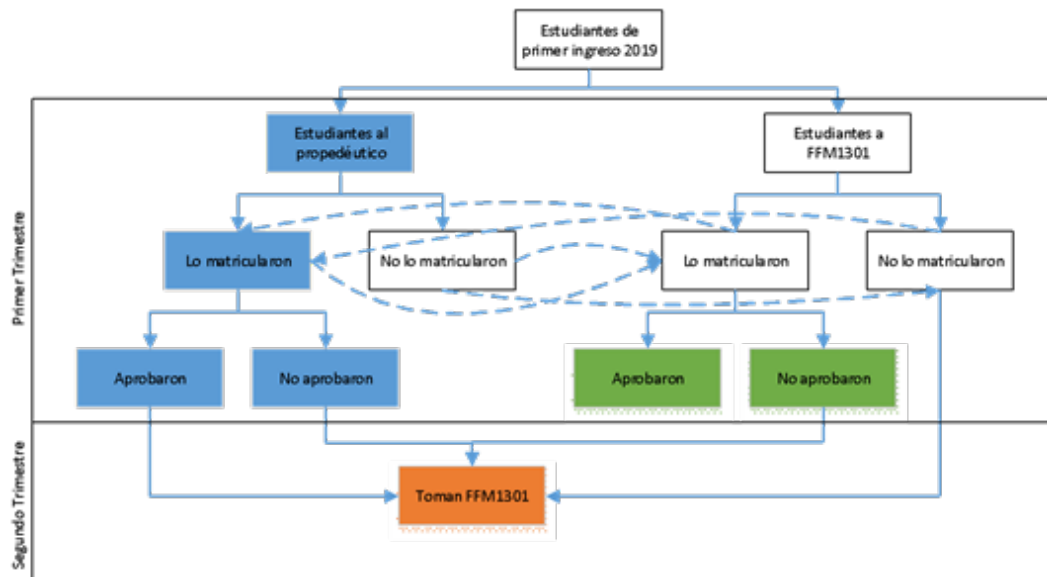 Estudiantes de
primer ingreso 2019
Primer Trimestre
Estudiantes al
propedéutico
Estudiantes a
FFM1301
Lo matricularon
No lo matricularon
Lo matricularon
No lo matricularon
Aprobaron
No aprobaron
Aprobaron
No aprobaron
Segundo Trimestre
Toman FFM1301